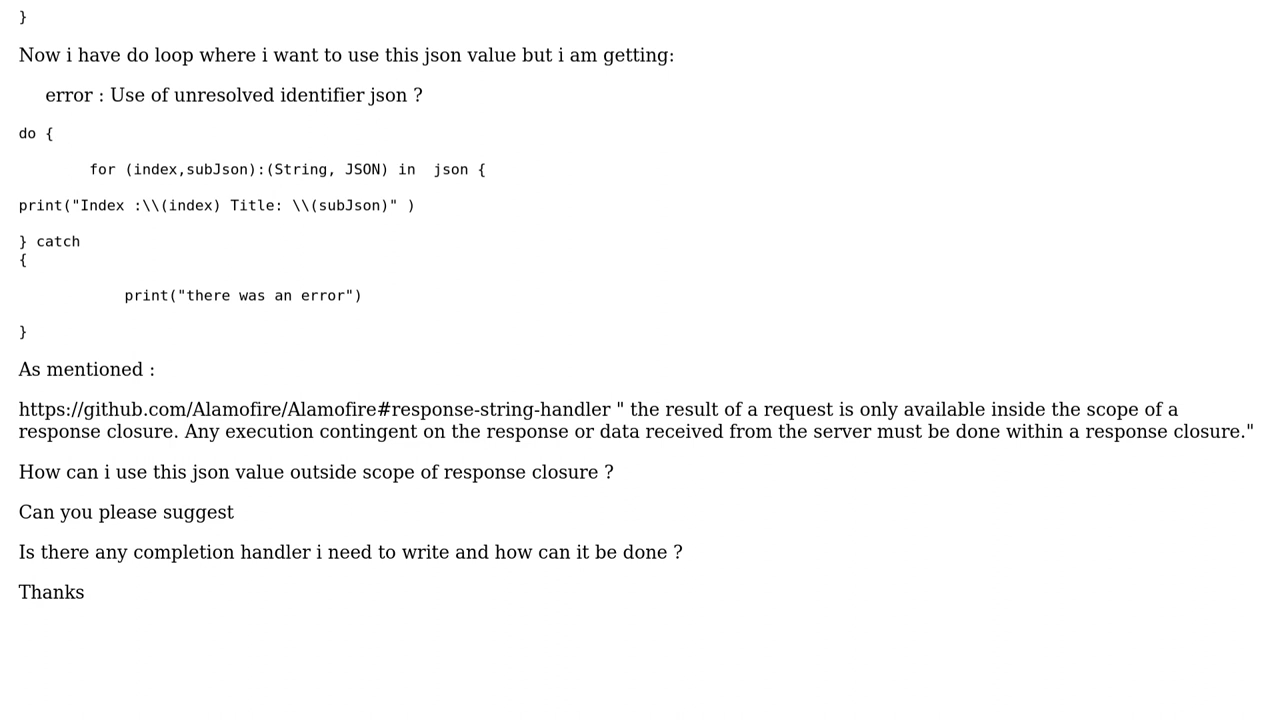 }
Now i have do loop where i want to use this json value but i am getting:
error : Use of unresolved identifier json ?
do {
for (index,subJson):(String, JSON) in  json {
print("Index :\\(index) Title: \\(subJson)" )
} catch
{
print("there was an error")
}
As mentioned :
https://github.com/Alamofire/Alamofire#response-string-handler " the result of a request is only available inside the scope of a
response closure. Any execution contingent on the response or data received from the server must be done within a response closure."
How can i use this json value outside scope of response closure ?
Can you please suggest
Is there any completion handler i need to write and how can it be done ?
Thanks